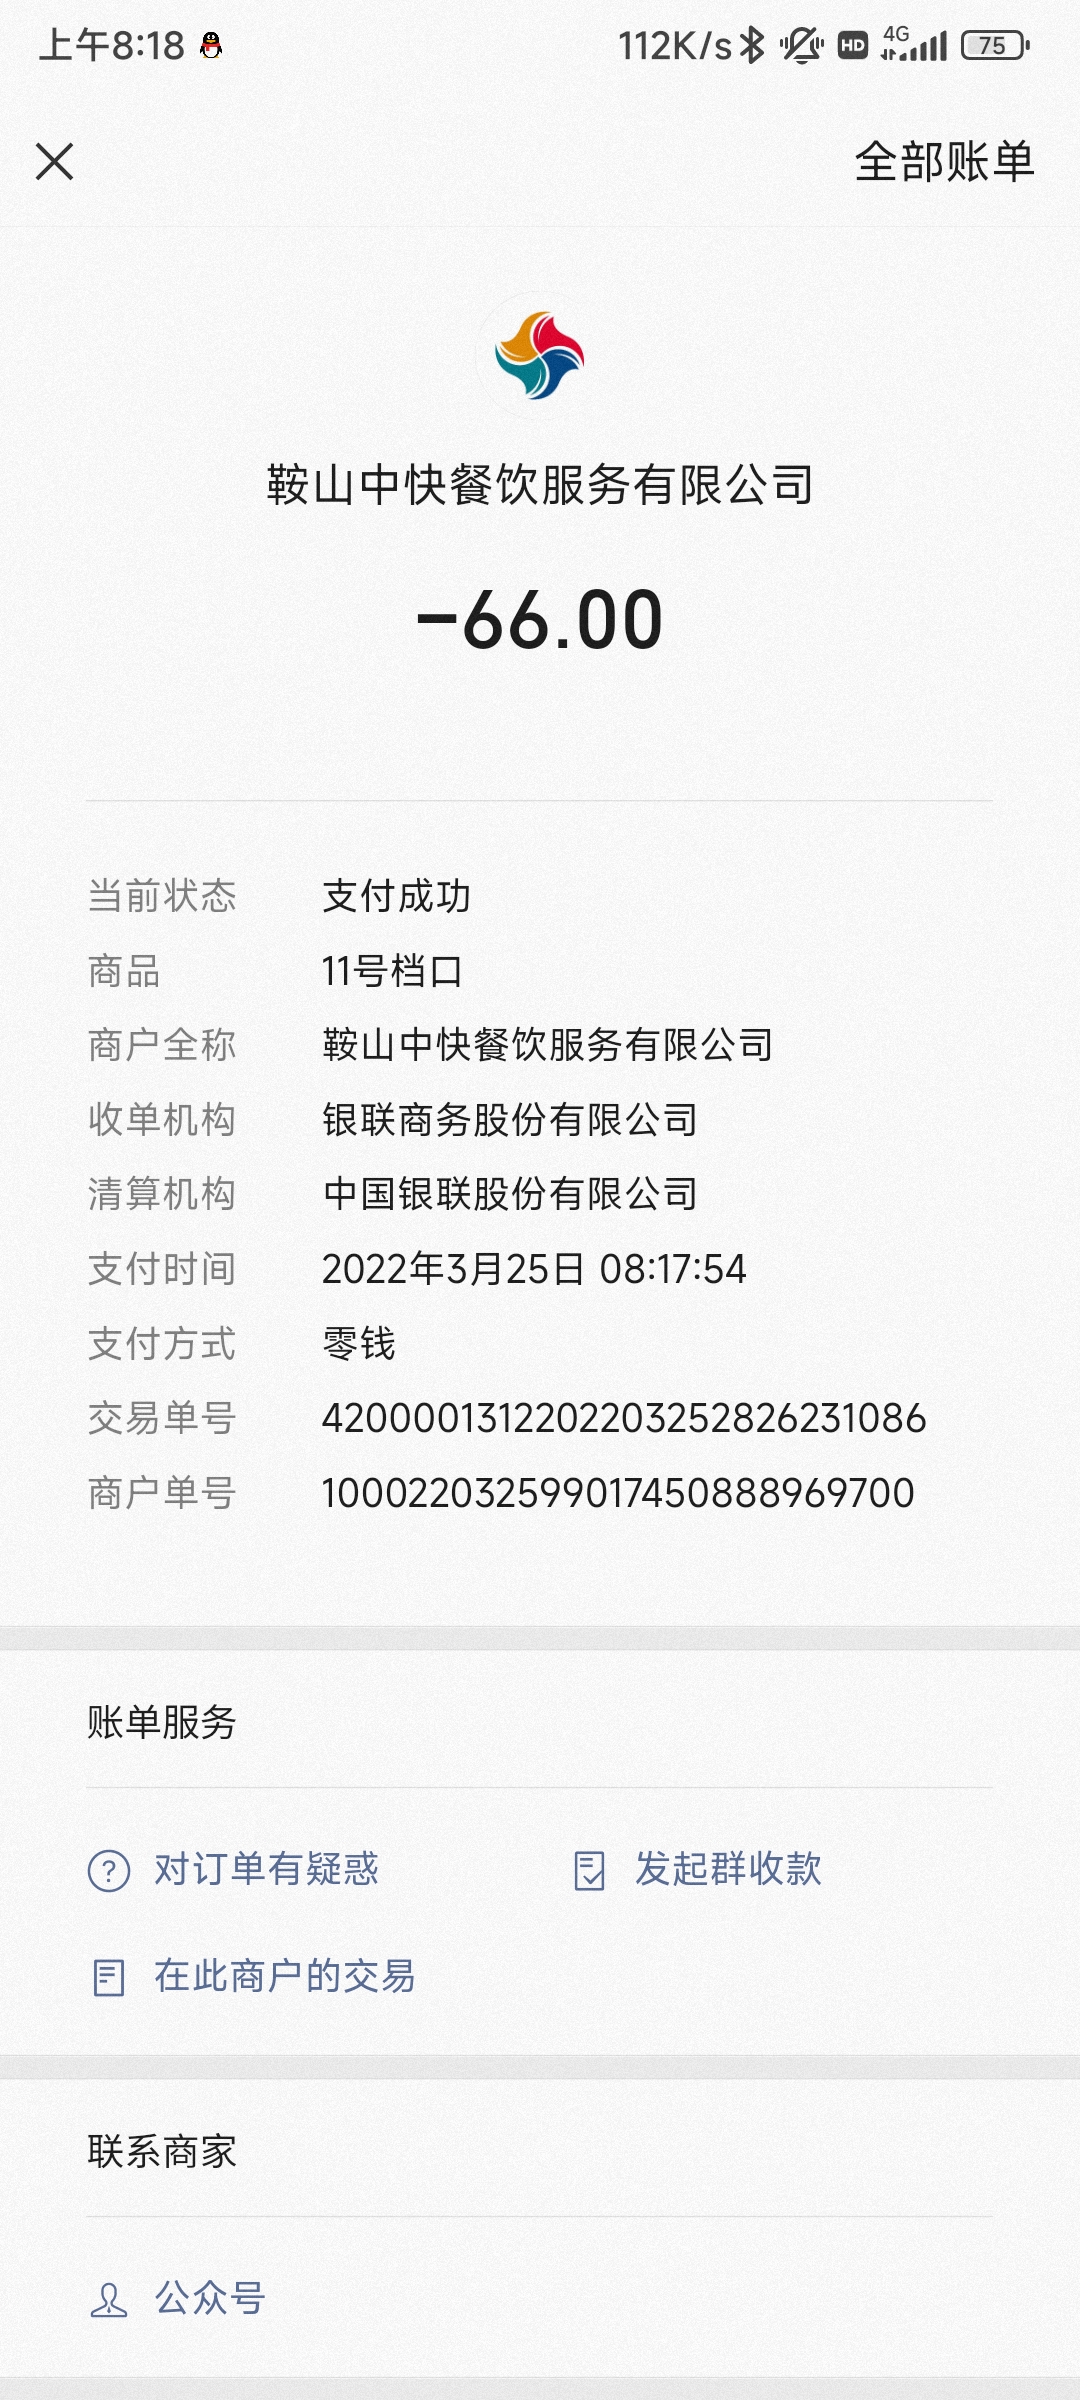 上午8:18
112K/s
HD
4G
75
全部账单
鞍山中快餐饮服务有限公司
-66.00
当前状态 支付成功
商品 11号档口
商户全称 鞍山中快餐饮服务有限公司
收单机构 银联商务股份有限公司
清算机构 中国银联股份有限公司
支付时间 2022年3月25日 08:17:54
支付方式 零钱
交易单号 4200001312202203252826231086
商户单号 10002203259901745088896​9700
账单服务
对订单有疑惑 发起群收款
在此商户的交易
联系商家
公众号